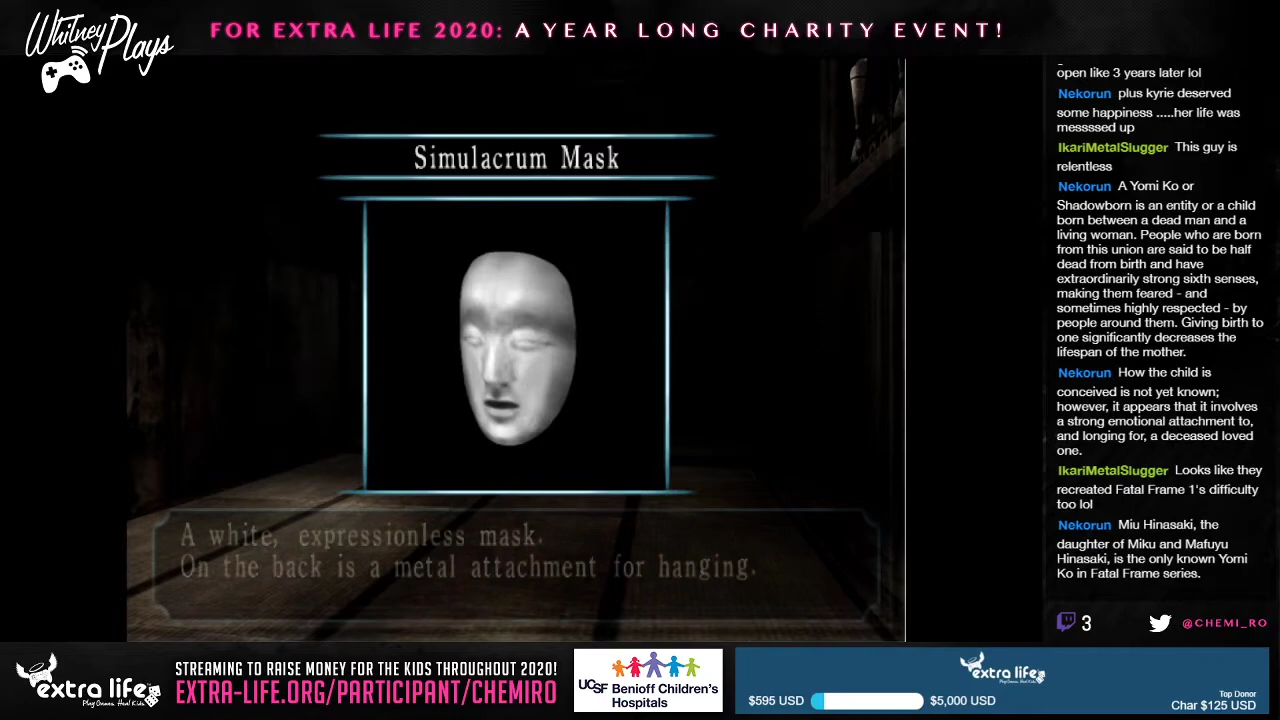 Whitney Plays
FOR EXTRA LIFE 2020: A YEAR LONG CHARITY EVENT!
Simulacrum Mask
A white, expressionless mask.
On the back is a metal attachment for hanging.
open like 3 years later lol
Nekorun plus kyrie deserved
some happiness .....her life was
messssed up
IkariMetalSlugger This guy is
relentless
Nekorun A Yomi Ko or
Shadowborn is an entity or a child
born between a dead man and a
living woman. People who are born
from this union are said to be half
dead from birth and have
extraordinarily strong sixth senses,
making them feared - and
sometimes highly respected - by
people around them. Giving birth to
one significantly decreases the
lifespan of the mother.
Nekorun How the child is
conceived is not yet known;
however, it appears that it involves
a strong emotional attachment to,
and longing for, a deceased loved
one.
IkariMetalSlugger Looks like they
recreated Fatal Frame 1's difficulty
too lol
Nekorun Miu Hinasaki, the
daughter of Miku and Mafuyu
Hinasaki, is the only known Yomi
Ko in Fatal Frame series.
3 @CHEMI_RO
extra life
Play Games. Heal Kids.
STREAMING TO RAISE MONEY FOR THE KIDS THROUGHOUT 2020!
EXTRA-LIFE.ORG/PARTICIPANT/CHEMIRO
UCSF Benioff Children's
Hospitals
extra life
Play Games. Heal Kids.
$595 USD $5,000 USD
Top Donor
Char $125 USD